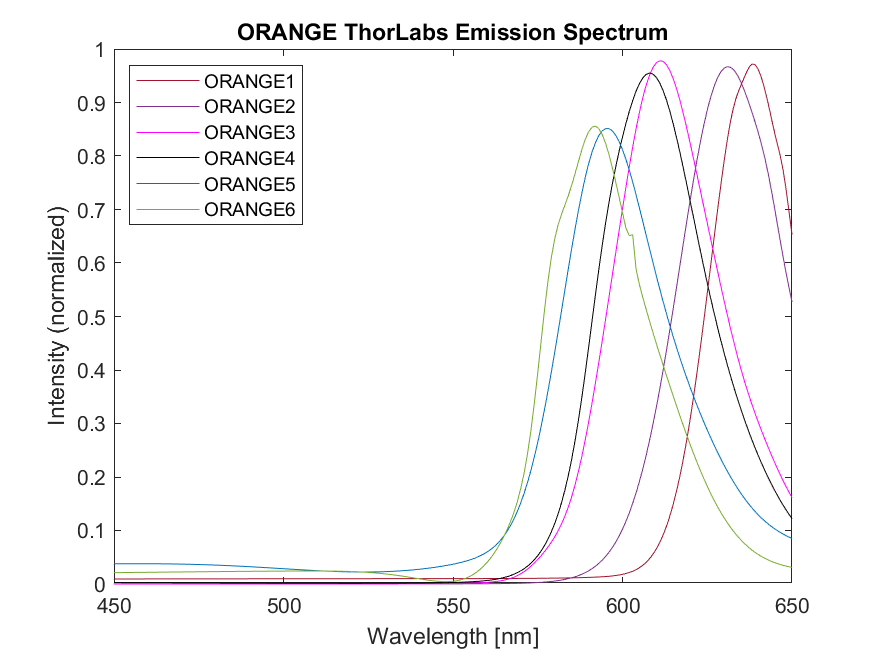 ORANGE ThorLabs Emission Spectrum
1
0.9
0.8
0.7
0.6
0.5
0.4
0.3
0.2
0.1
0
Intensity (normalized)
ORANGE1
ORANGE2
ORANGE3
ORANGE4
ORANGE5
ORANGE6
450 500 550 600 650
Wavelength [nm]